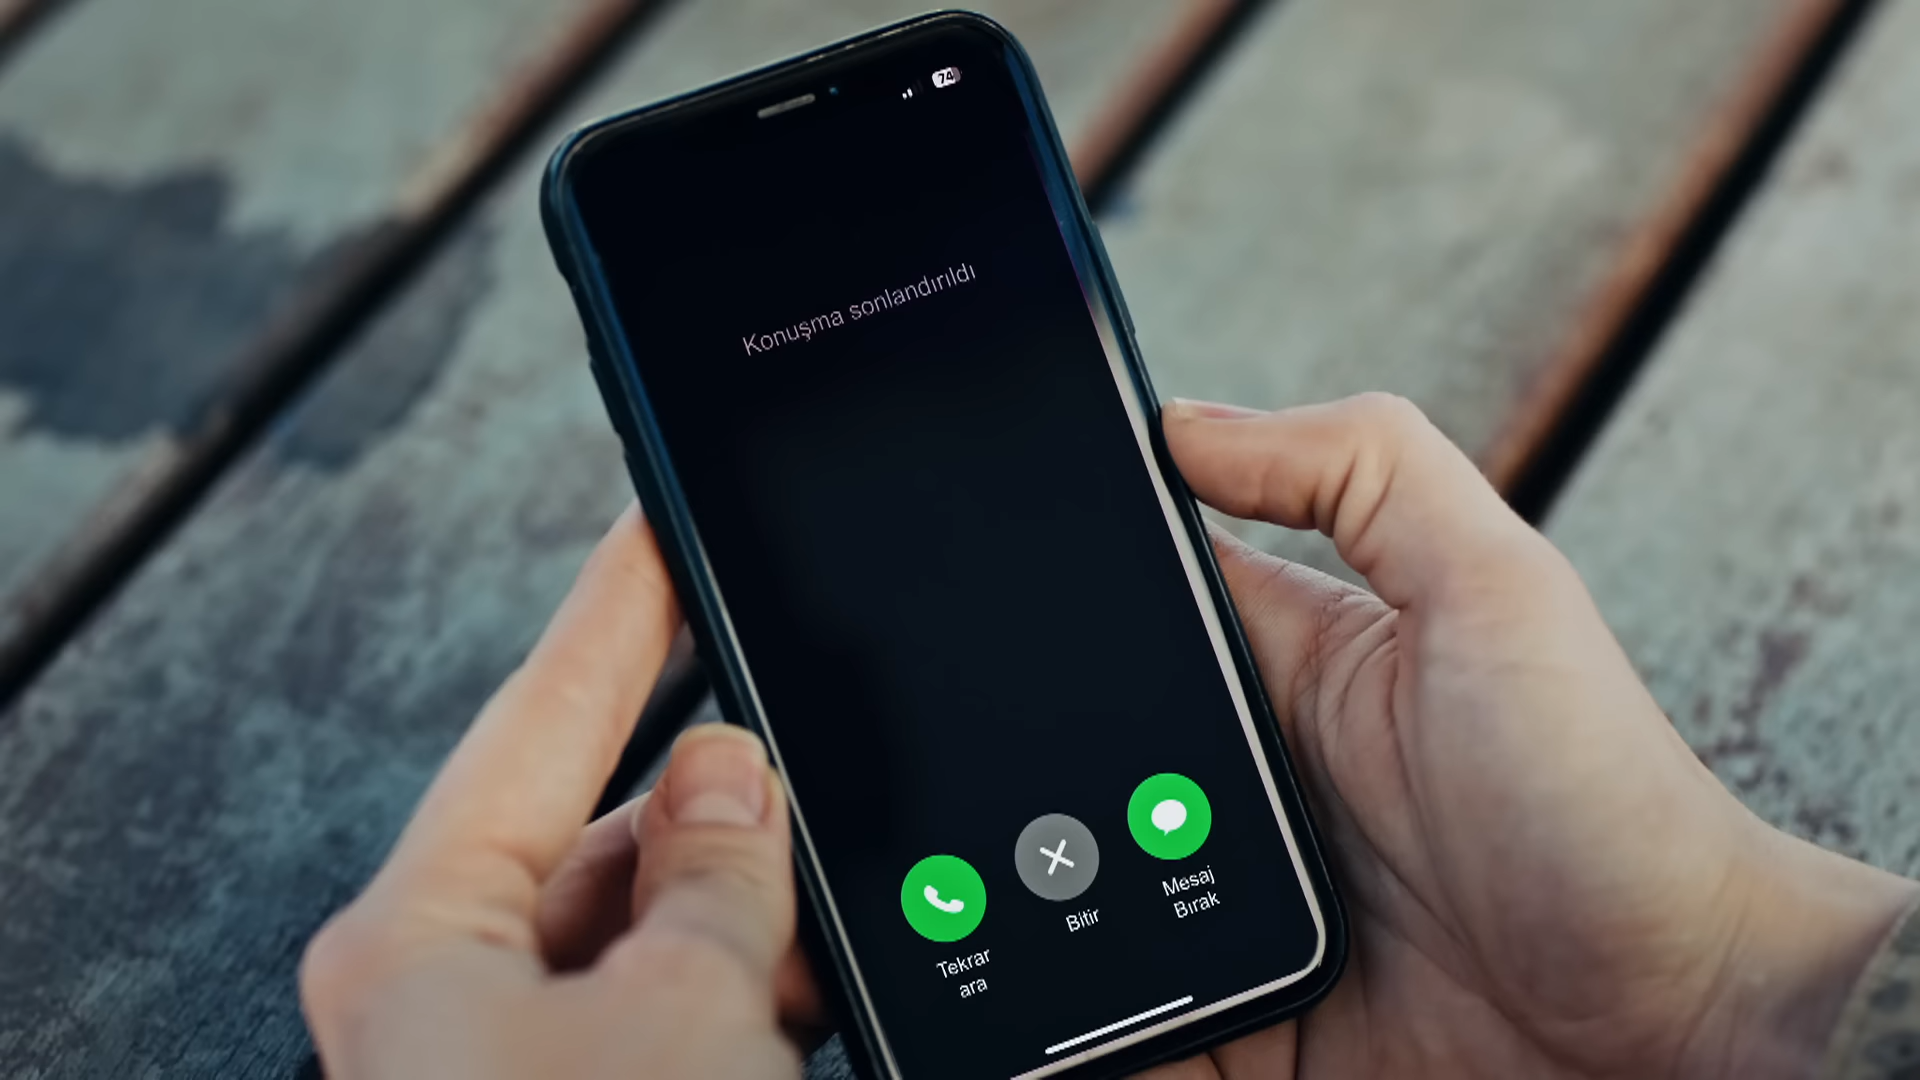 74
Konuşma sonlandırıldı
Tekrar
ara
Bitir
Mesaj
Bırak